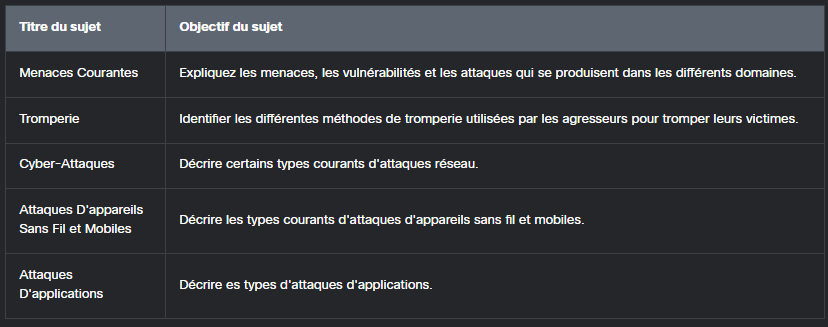 Titre du sujet
Objectif du sujet
Menaces Courantes
Expliquez les menaces, les vulnérabilités et les attaques qui se produisent dans les différents domaines.
Tromperie
Identifier les différentes méthodes de tromperie utilisées par les agresseurs pour tromper leurs victimes.
Cyber-Attaques
Décrire certains types courants d'attaques réseau.
Attaques D'appareils
Sans Fil et Mobiles
Décrire les types courants d'attaques d'appareils sans fil et mobiles.
Attaques
D'applications
Décrire es types d'attaques d'applications.